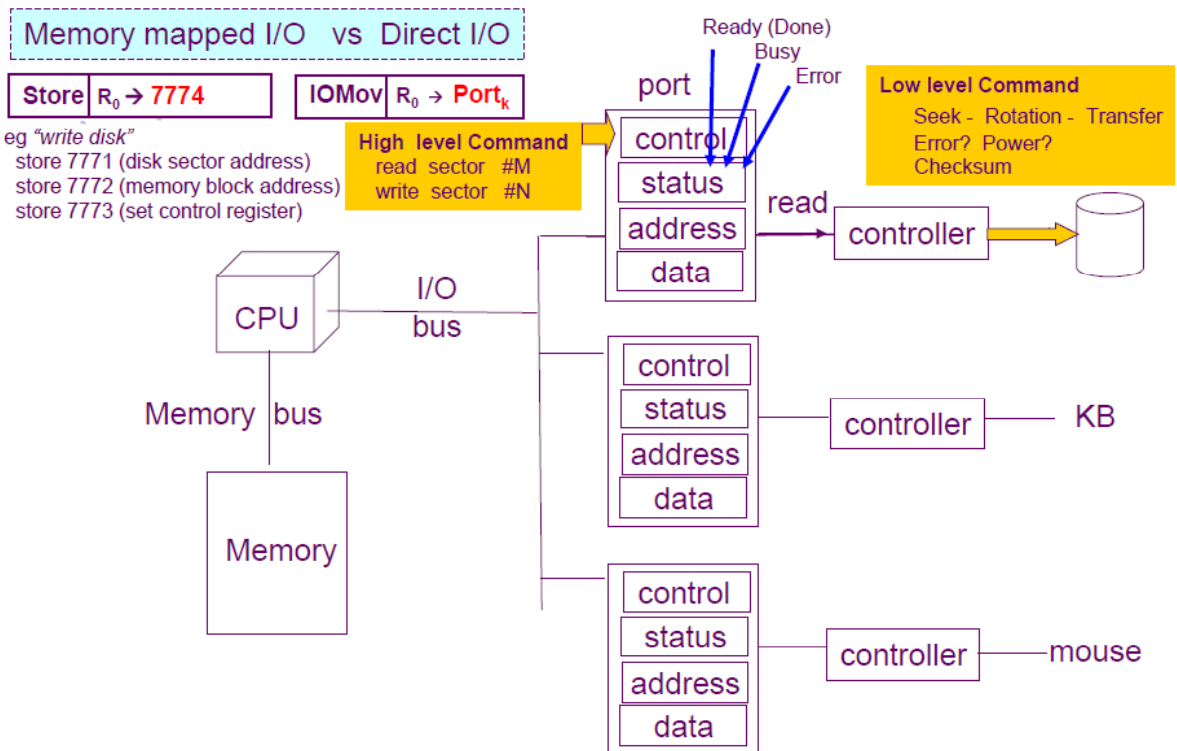 Memory mapped I/O vs Direct I/O
Store R0 → 7774
IOMov R0 → Portk
eg "write disk"
store 7771 (disk sector address)
store 7772 (memory block address)
store 7773 (set control register)
High level Command
read sector #M
write sector #N
Ready (Done)
Busy
Error
port
control
status
address
data
read
controller
Low level Command
Seek - Rotation - Transfer
Error? Power?
Checksum
CPU
I/O
bus
Memory bus
Memory
control
status
address
data
controller
KB
control
status
address
data
controller
mouse